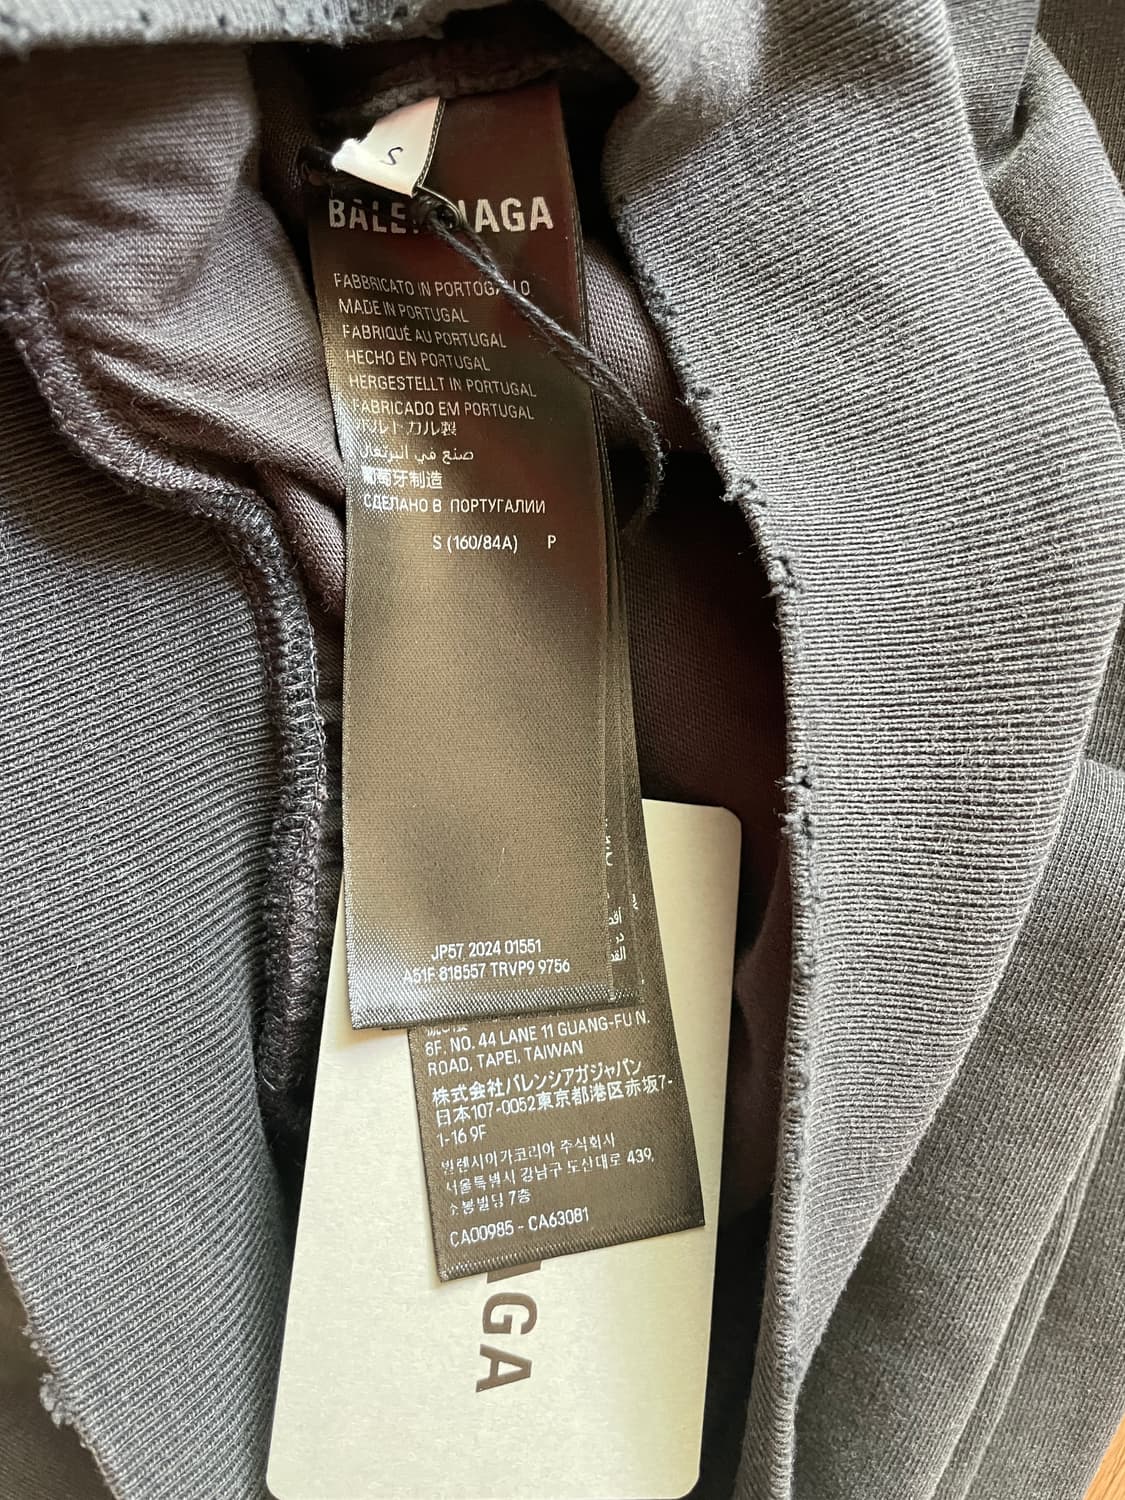 S
BALENCIAGA
FABBRICATO IN PORTOGALLO
MADE IN PORTUGAL
FABRIQUÉ AU PORTUGAL
HECHO EN PORTUGAL
HERGESTELLT IN PORTUGAL
FABRICADO EM PORTUGAL
ポルトガル製
صنع في البرتغال
葡萄牙制造
СДЕЛАНО В ПОРТУГАЛИИ
S (160/84A) P
JP57 2024 01551
A51F 818557 TRVP9 9756
8F. NO. 44 LANE 11 GUANG-FU N.
ROAD, TAPEI, TAIWAN
株式会社バレンシアガジャパン
日本107-0052東京都港区赤坂7-
1-16 9F
발렌시아가코리아 주식회사
서울특별시 강남구 도산대로 439,
소봉빌딩 7층
CA00985 - CA63081
NGA